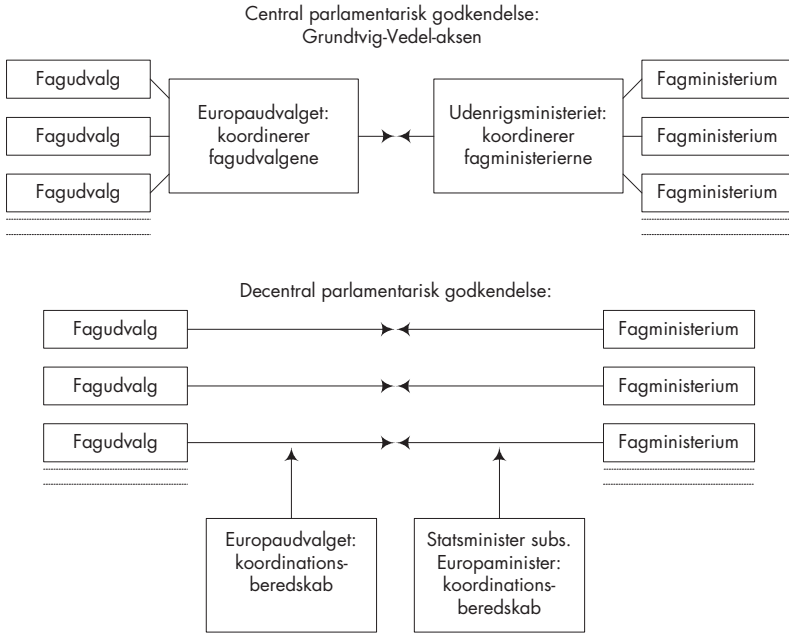 Central parlamentarisk godkendelse:
Grundtvig-Vedel-aksen
Fagudvalg
Fagudvalg
Fagudvalg
Europaudvalget:
koordinerer
fagudvalgene
Udenrigsministeriet:
koordinerer
fagministerierne
Fagministerium
Fagministerium
Fagministerium
Decentral parlamentarisk godkendelse:
Fagudvalg
Fagministerium
Fagudvalg
Fagministerium
Fagudvalg
Fagministerium
Europaudvalget:
koordinations-
beredskab
Statsminister subs.
Europaminister:
koordinations-
beredskab